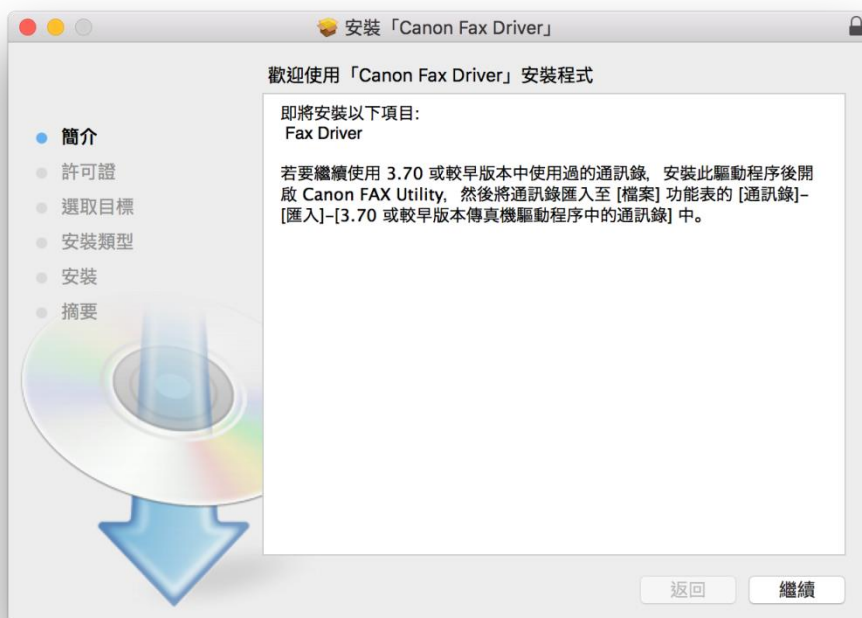 安裝「Canon Fax Driver」
歡迎使用「Canon Fax Driver」安裝程式
簡介
許可證
選取目標
安裝類型
安裝
摘要
即將安裝以下項目:
Fax Driver
若要繼續使用 3.70 或較早版本中使用過的通訊錄，安裝此驅動程序後開
啟 Canon FAX Utility，然後將通訊錄匯入至 [檔案] 功能表的 [通訊錄]–
[匯入]–[3.70 或較早版本傳真機驅動程序中的通訊錄] 中。
返回
繼續